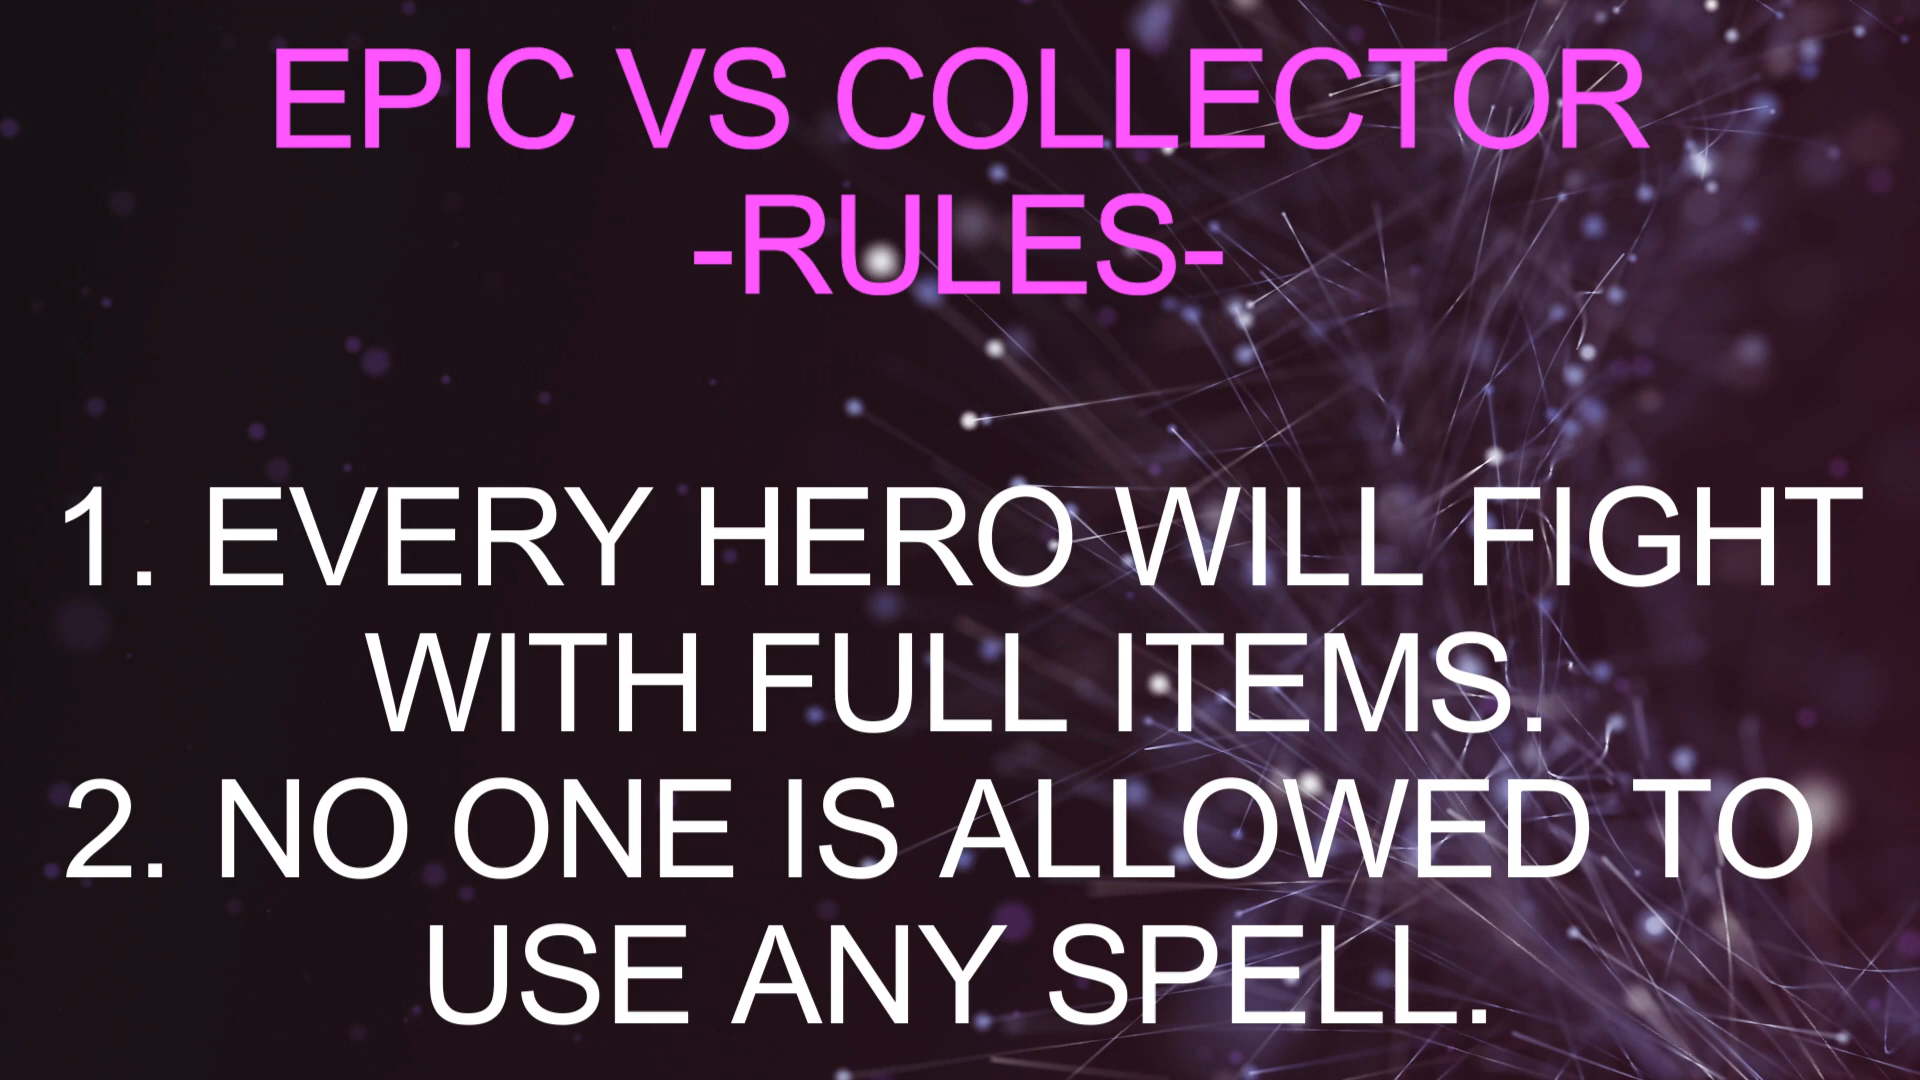 EPIC VS COLLECTOR
-RULES-
1. EVERY HERO WILL FIGHT
WITH FULL ITEMS.
2. NO ONE IS ALLOWED TO
USE ANY SPELL.